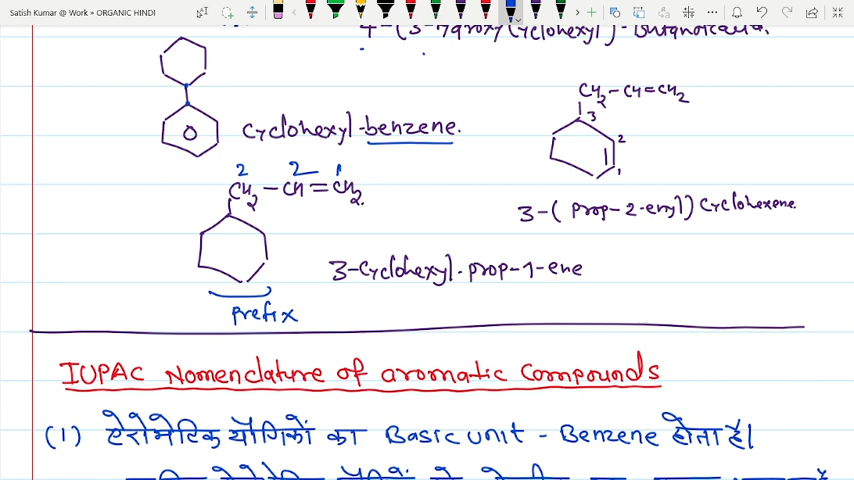 Satish Kumar @ Work » ORGANIC HINDI
cyclohexyl-benzene.
CH2-CH=CH2
3
2
1
2 2 1
CH2-CH=CH2
3-(prop-2-enyl) cyclohexene.
3-cyclohexyl-prop-1-ene
prefix
IUPAC Nomenclature of aromatic compounds
(1) ऐरोमेटिक यौगिकों का Basic unit - Benzene होता है।